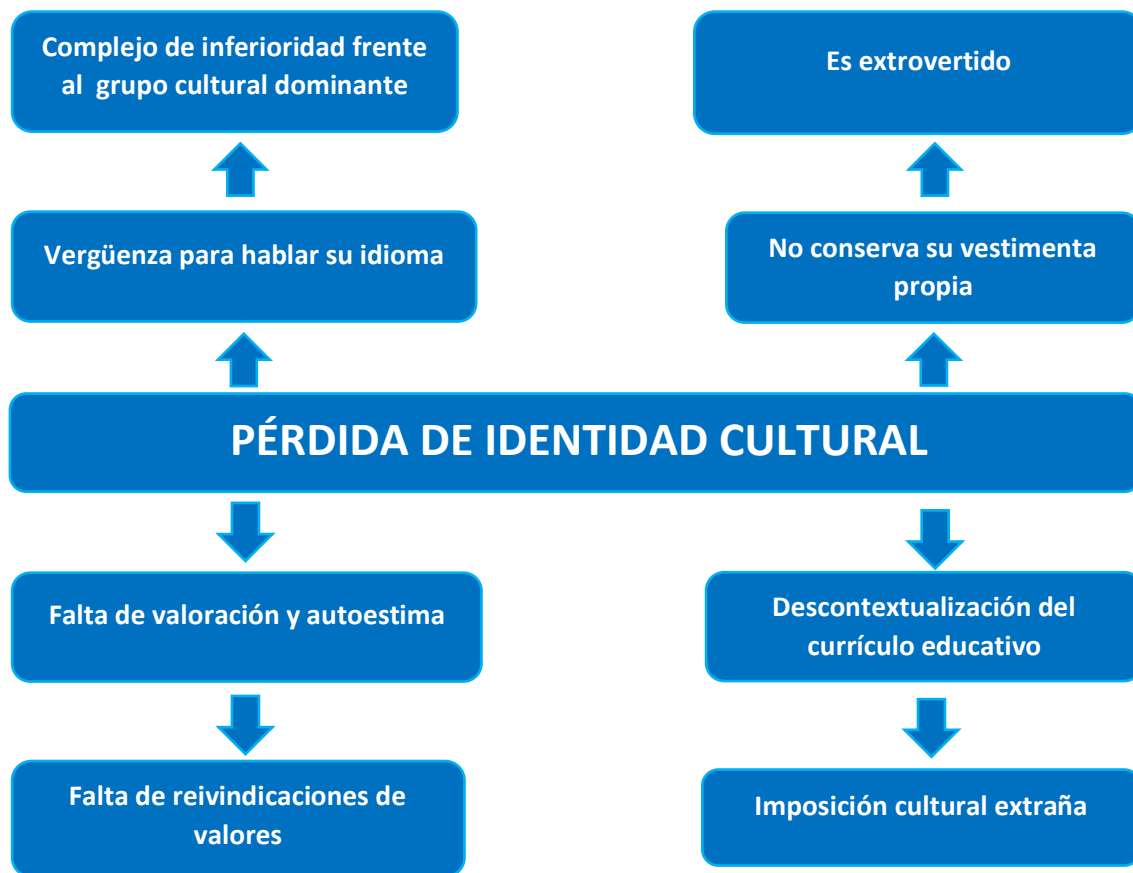 Complejo de inferioridad frente
al grupo cultural dominante
Es extrovertido
Vergüenza para hablar su idioma
No conserva su vestimenta
propia
PÉRDIDA DE IDENTIDAD CULTURAL
Falta de valoración y autoestima
Descontextualización del
currículo educativo
Falta de reivindicaciones de
valores
Imposición cultural extraña